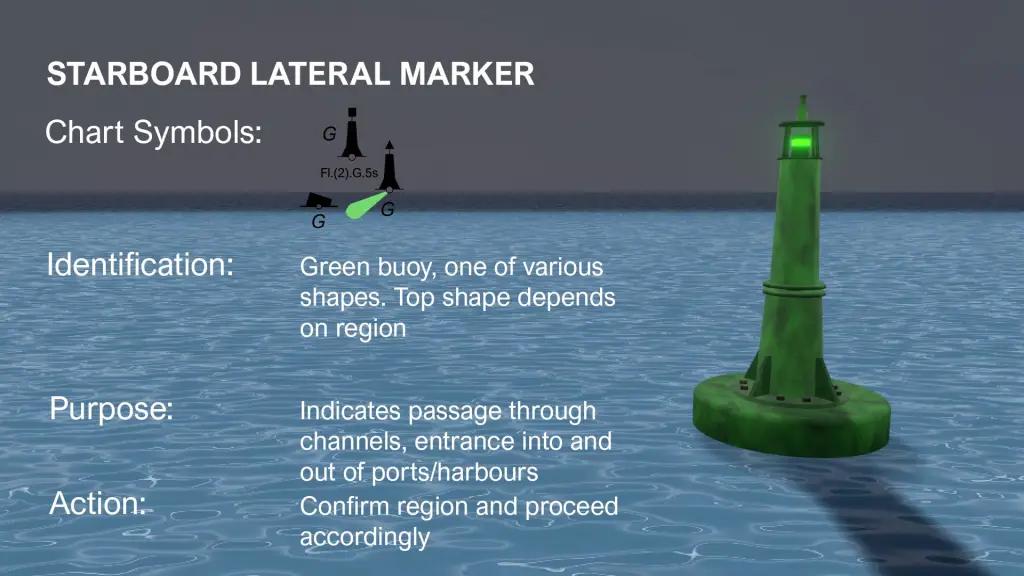 STARBOARD LATERAL MARKER
Chart Symbols:
G
Fl.(2).G.5s
G
G
Identification:
Green buoy, one of various
shapes. Top shape depends
on region
Purpose:
Indicates passage through
channels, entrance into and
out of ports/harbours
Action:
Confirm region and proceed
accordingly